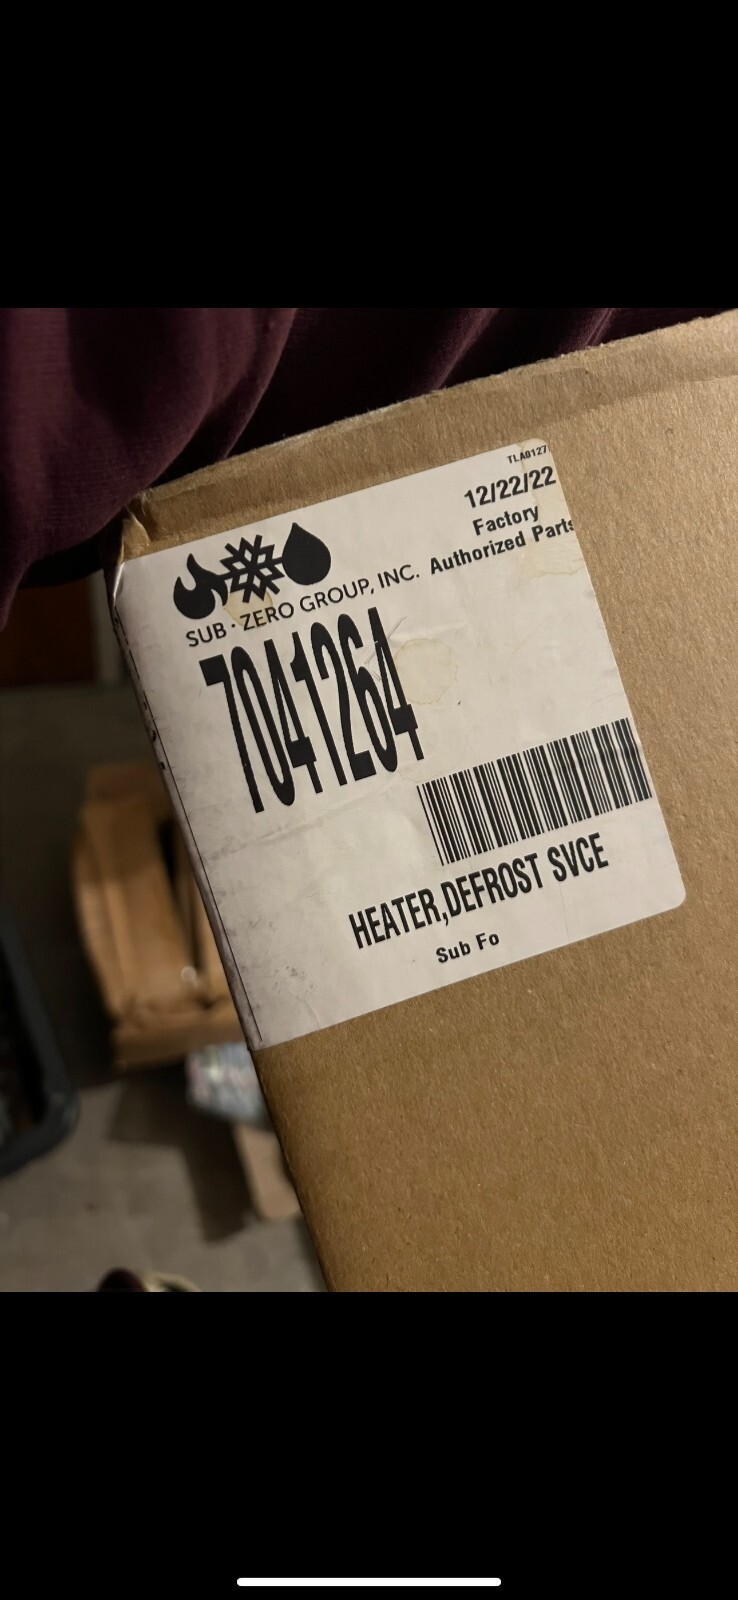 TLA0127
12/22/22
Factory
Authorized Parts
SUB-ZERO GROUP, INC.
7041264
HEATER,DEFROST SVCE
Sub Fo